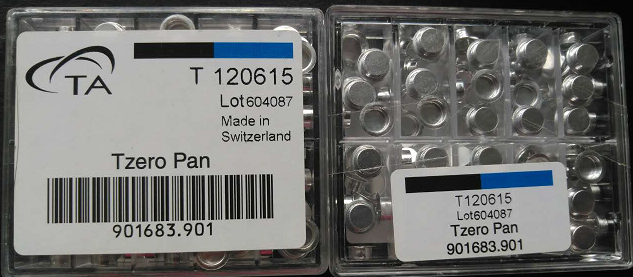 TA
T 120615
Lot604087
Made in
Switzerland
Tzero Pan
901683.901
T120615
Lot604087
Tzero Pan
901683.901